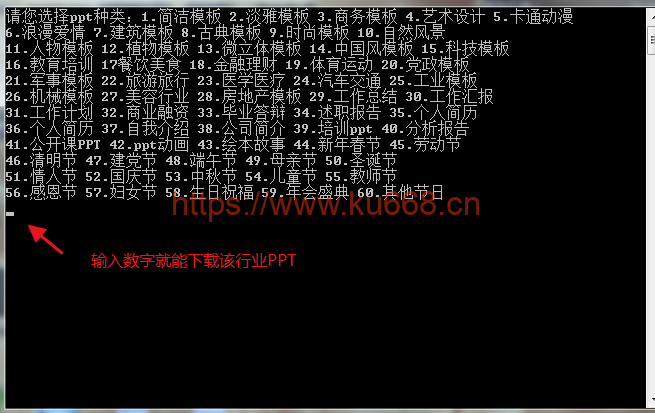 请您选择ppt种类: 1.简洁模板 2.淡雅模板 3.商务模板 4.艺术设计 5.卡通动漫
6.浪漫爱情 7.建筑模板 8.古典模板 9.时尚模板 10.自然风景
11.人物模板 12.植物模板 13.微立体模板 14.中国风模板 15.科技模板
16.教育培训 17餐饮美食 18.金融理财 19.体育运动 20.党政模板
21.军事模板 22.旅游旅行 23.医学医疗 24.汽车交通 25.工业模板
26.机械模板 27.美容行业 28.房地产模板 29.工作总结 30.工作汇报
31.工作计划 32.商业融资 33.毕业答辩 34.述职报告 35.个人简历
36.个人简历 37.自我介绍 38.公司简介 39.培训ppt 40.分析报告
41.公开课PPT 42.ppt动画 43.绘本故事 44.新年春节 45.劳动节
46.清明节 47.建党节 48.端午节 49.母亲节 50.圣诞节
51.情人节 52.国庆节 53.中秋节 54.儿童节 55.教师节
56.感恩节 57.妇女节 58.生日祝福 59.年会盛典 60.其他节日
https://www.ku668.cn
输入数字就能下载该行业PPT